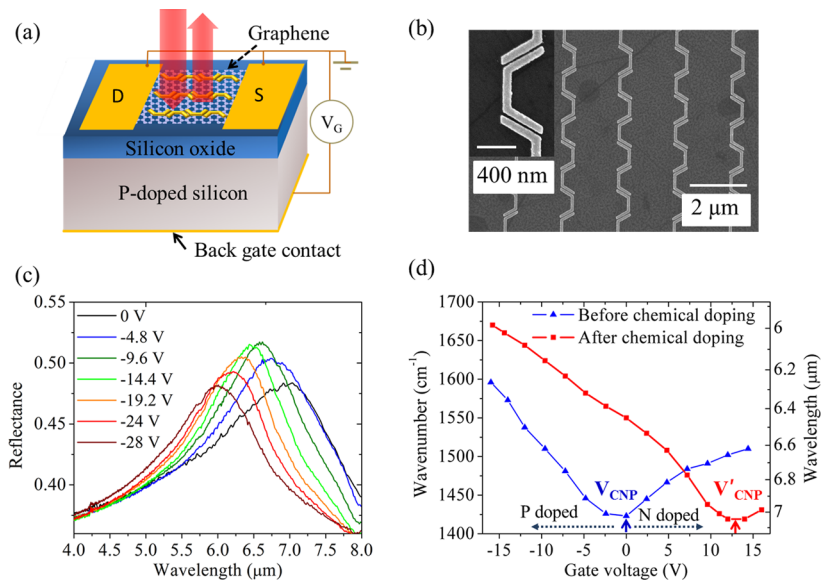 (a)
Graphene
D
S
V_G
Silicon oxide
P-doped silicon
Back gate contact
(b)
400 nm
2 μm
(c)
0.55
0.50
0.45
0.40
Reflectance
0 V
-4.8 V
-9.6 V
-14.4 V
-19.2 V
-24 V
-28 V
4.0 4.5 5.0 5.5 6.0 6.5 7.0 7.5 8.0
Wavelength (μm)
(d)
1700
1650
1600
1550
1500
1450
1400
Wavenumber (cm⁻¹)
Before chemical doping
After chemical doping
V_CNP
V'_CNP
P doped
N doped
6
6.2
6.4
6.6
6.8
7
Wavelength (μm)
-15 -10 -5 0 5 10 15
Gate voltage (V)